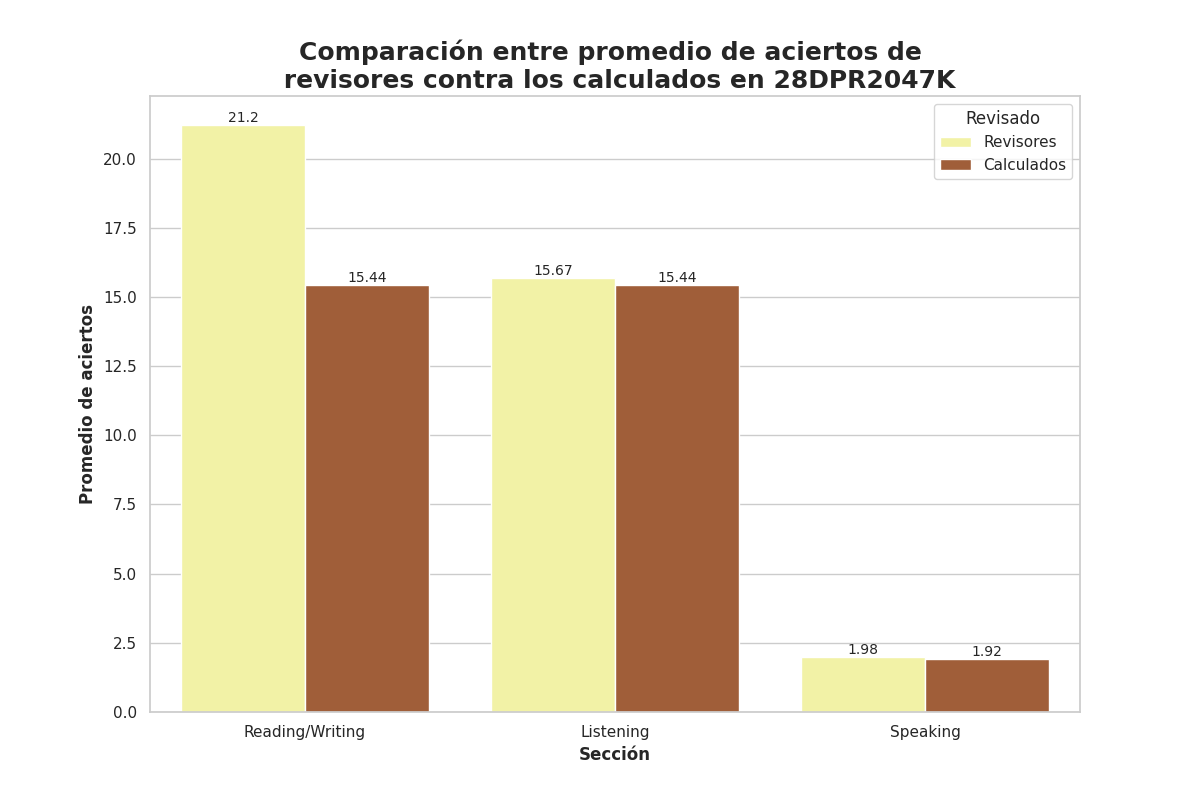 Comparación entre promedio de aciertos de
revisores contra los calculados en 28DPR2047K
Revisado
Revisores
Calculados
Promedio de aciertos
20.0
17.5
15.0
12.5
10.0
7.5
5.0
2.5
0.0
21.2
15.44
15.67
15.44
1.98
1.92
Reading/Writing
Listening
Speaking
Sección